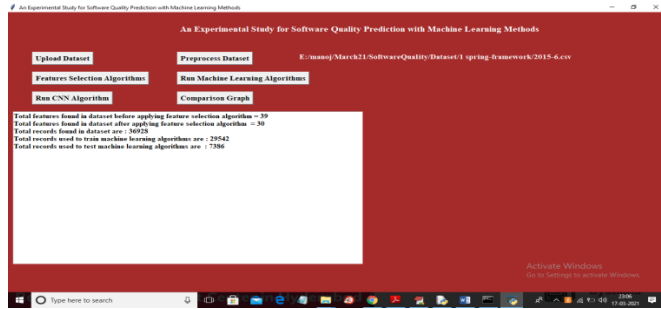 An Experimental Study for Software Quality Prediction with Machine Learning Methods
An Experimental Study for Software Quality Prediction with Machine Learning Methods
Upload Dataset
Preprocess Dataset
E:/manoj/March21/SoftwareQuality/Dataset/1 spring-framework/2015-6.csv
Features Selection Algorithms
Run Machine Learning Algorithms
Run CNN Algorithm
Comparison Graph
Total features found in dataset before applying feature selection algorithm = 39
Total features found in dataset after applying feature selection algorithm = 30
Total records found in dataset are : 36928
Total records used to train machine learning algorithms are : 29542
Total records used to test machine learning algorithms are : 7386
Activate Windows
Go to Settings to activate Windows.
Type here to search
23:06
17-03-2021